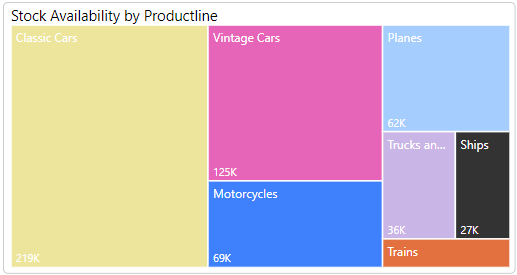 Stock Availability by Productline
Classic Cars
219K
Vintage Cars
125K
Motorcycles
69K
Planes
62K
Trucks an...
36K
Ships
27K
Trains